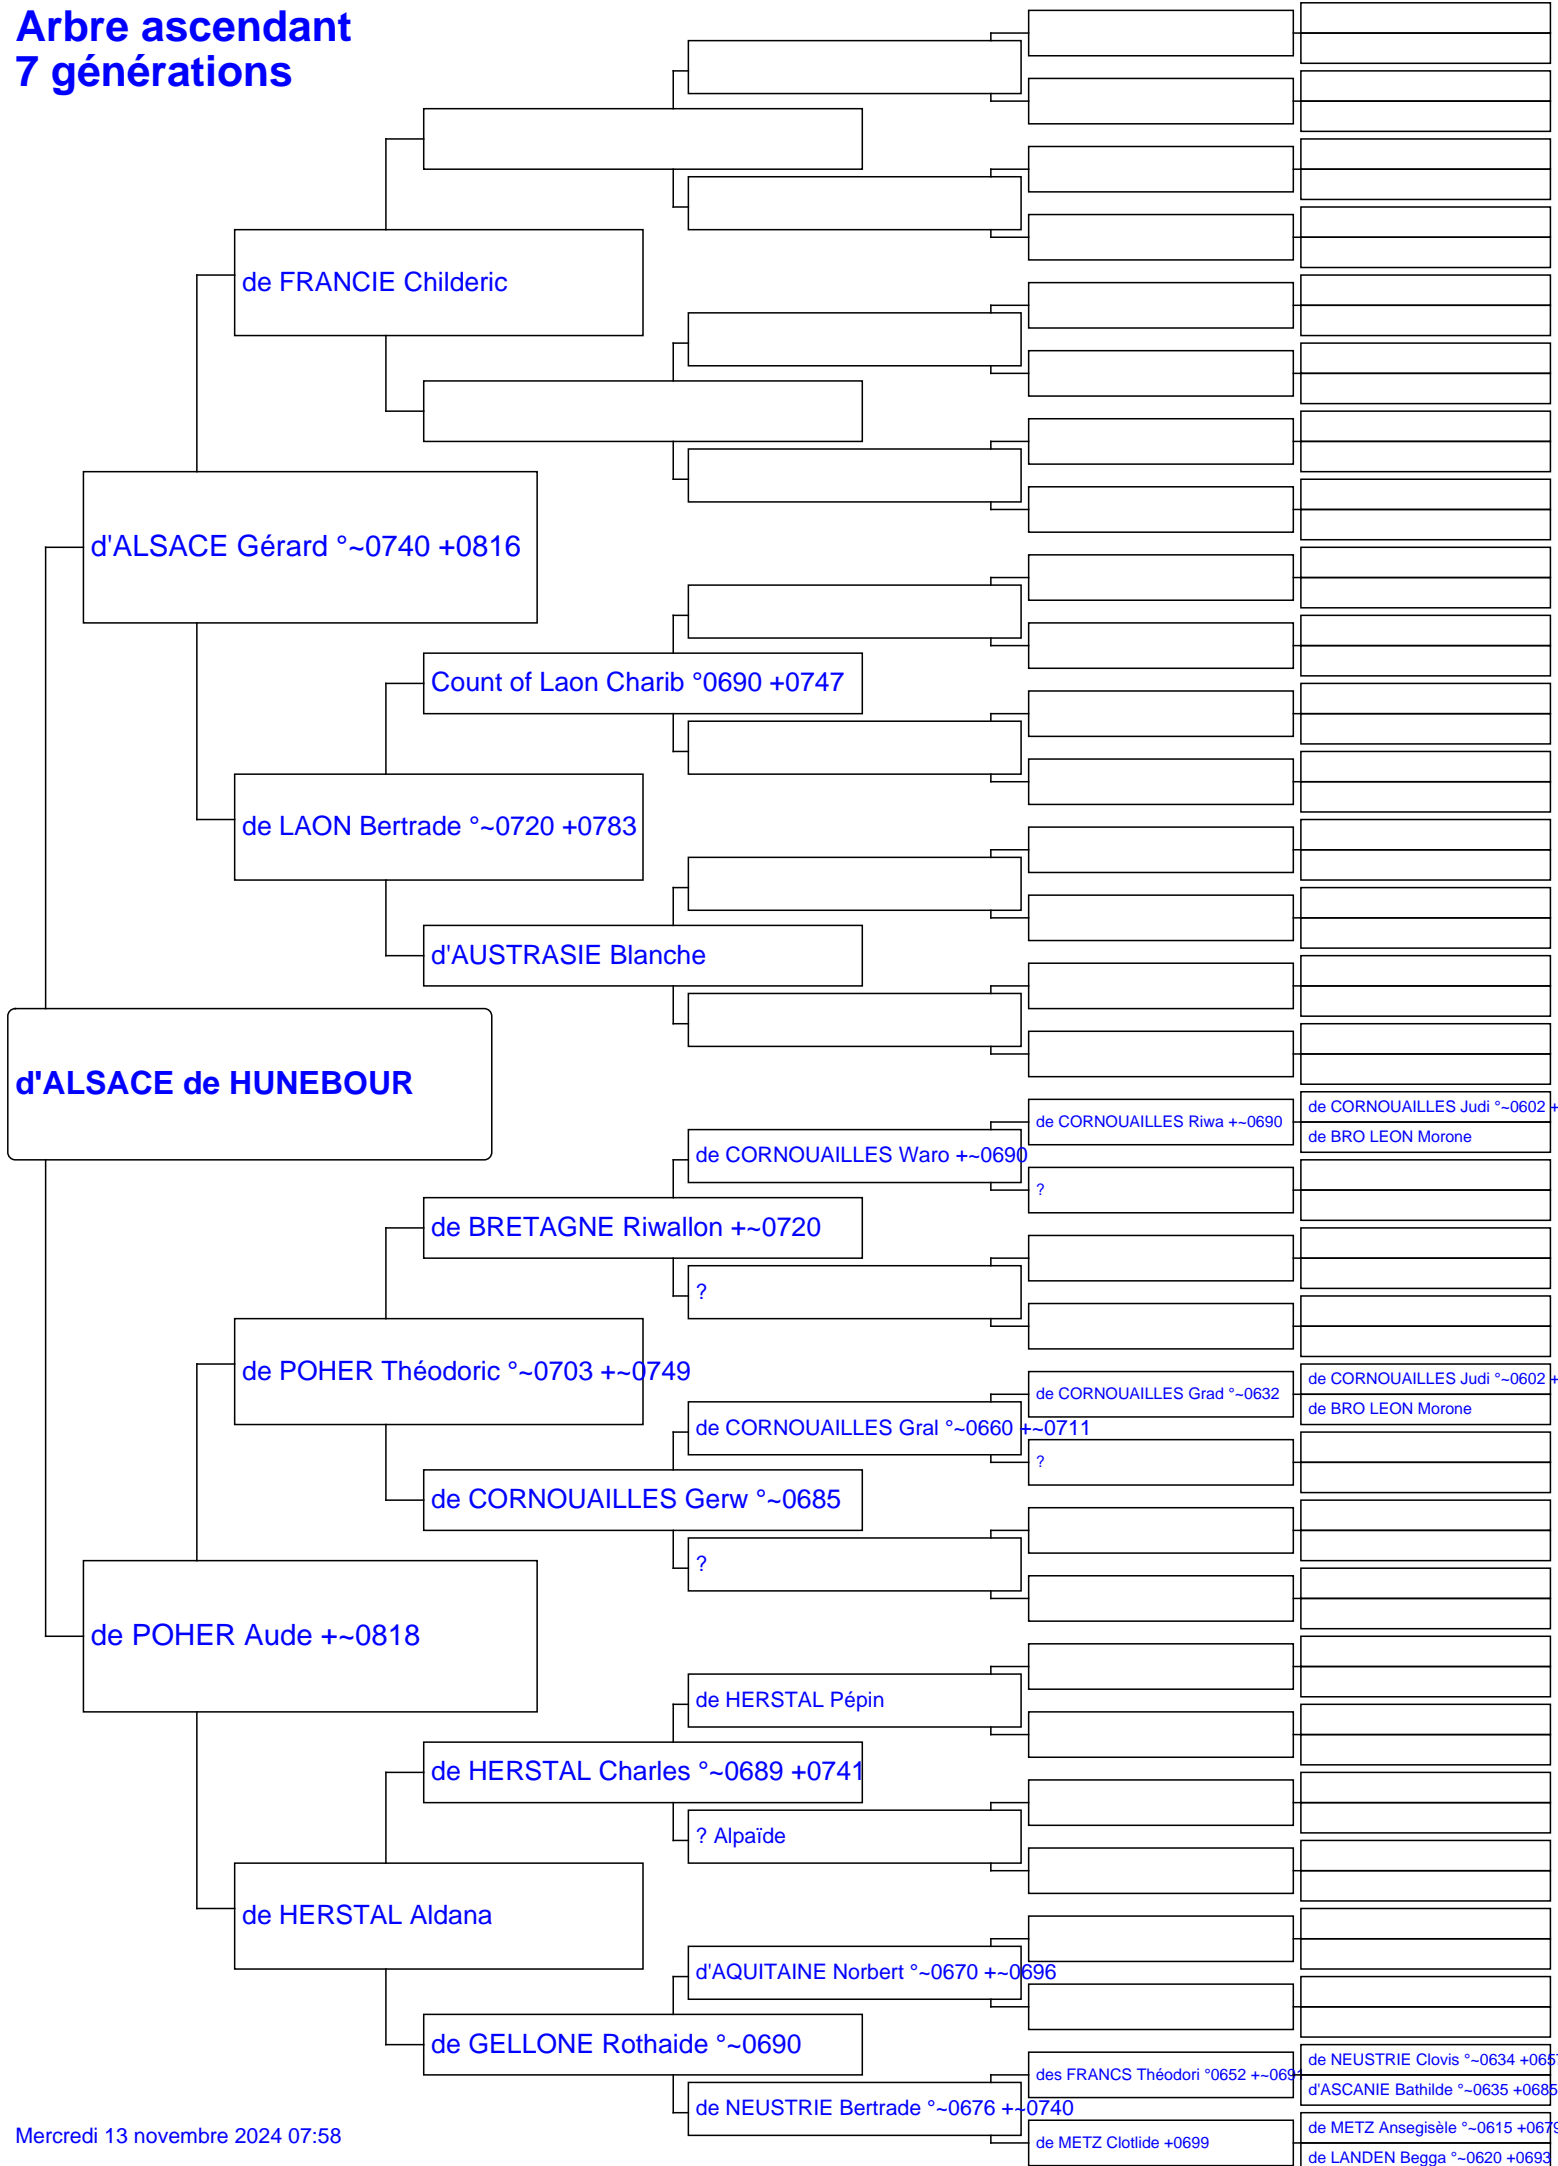 Arbre ascendant
7 générations
de FRANCIE Childeric
d'ALSACE Gérard °~0740 +0816
Count of Laon Charib °0690 +0747
de LAON Bertrade °~0720 +0783
d'AUSTRASIE Blanche
d'ALSACE de HUNEBOUR
de CORNOUAILLES Judi °~0602 +
de CORNOUAILLES Riwa +~0690
de BRO LEON Morone
de CORNOUAILLES Waro +~0690
?
de BRETAGNE Riwallon +~0720
?
de POHER Théodoric °~0703 +~0749
de CORNOUAILLES Judi °~0602 +
de CORNOUAILLES Grad °~0632
de BRO LEON Morone
de CORNOUAILLES Gral °~0660 +~0711
?
de CORNOUAILLES Gerw °~0685
?
de POHER Aude +~0818
de HERSTAL Pépin
de HERSTAL Charles °~0689 +0741
? Alpaïde
de HERSTAL Aldana
d'AQUITAINE Norbert °~0670 +~0696
de GELLONE Rothaide °~0690
de NEUSTRIE Clovis °~0634 +0657
des FRANCS Théodori °0652 +~0691
d'ASCANIE Bathilde °~0635 +0685
de NEUSTRIE Bertrade °~0676 +~0740
de METZ Ansegisèle °~0615 +0679
de METZ Clotlide +0699
de LANDEN Begga °~0620 +0693
Mercredi 13 novembre 2024 07:58